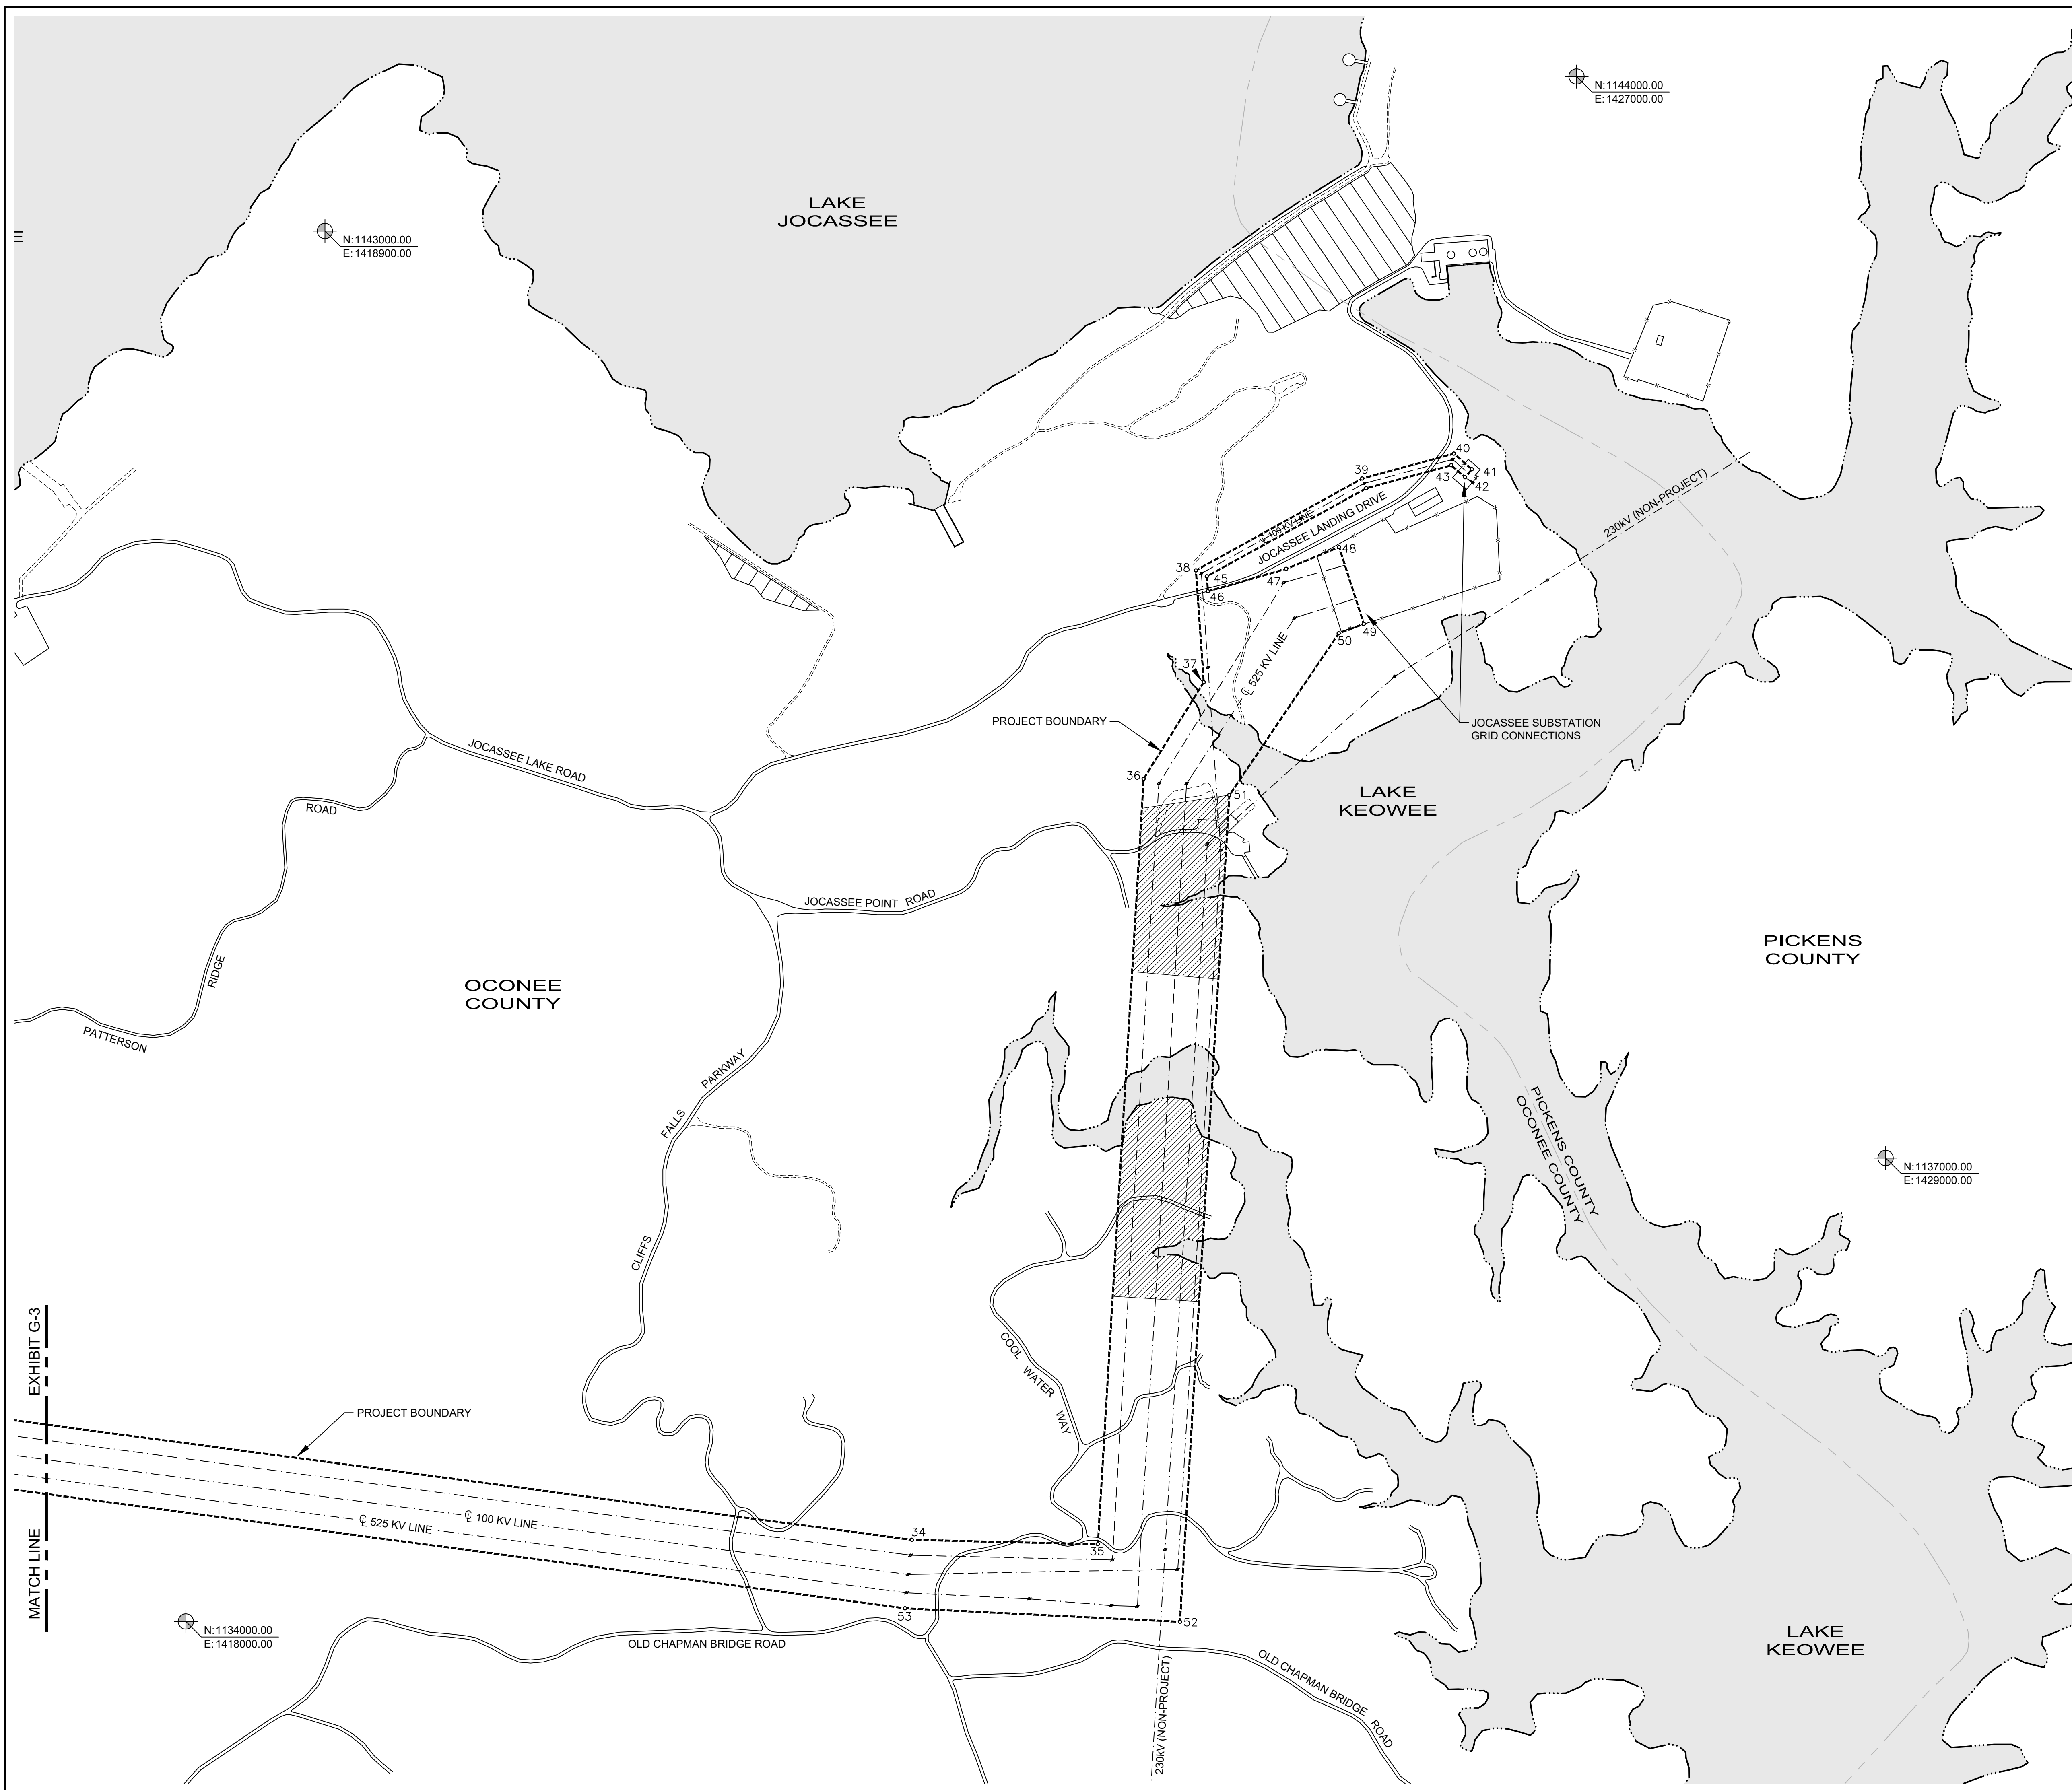 N:1144000.00
E:1427000.00
LAKE
JOCASSEE
N:1143000.00
E:1418900.00
E
40
39
41
43
42
230kV (NON-PROJECT)
℄ 100 KV LINE
JOCASSEE LANDING DRIVE
48
38
45
47
46
49
50
37
℄ 525 KV LINE
PROJECT BOUNDARY
JOCASSEE SUBSTATION
GRID CONNECTIONS
JOCASSEE LAKE ROAD
36
51
LAKE
KEOWEE
ROAD
JOCASSEE POINT ROAD
PICKENS
COUNTY
RIDGE
OCONEE
COUNTY
PATTERSON
PARKWAY
FALLS
CLIFFS
PICKENS COUNTY
OCONEE COUNTY
N:1137000.00
E:1429000.00
EXHIBIT G-3
MATCH LINE
COOL WATER WAY
PROJECT BOUNDARY
℄ 525 KV LINE
℄ 100 KV LINE
34
35
53
52
N:1134000.00
E:1418000.00
OLD CHAPMAN BRIDGE ROAD
230kV (NON-PROJECT)
OLD CHAPMAN BRIDGE ROAD
LAKE
KEOWEE